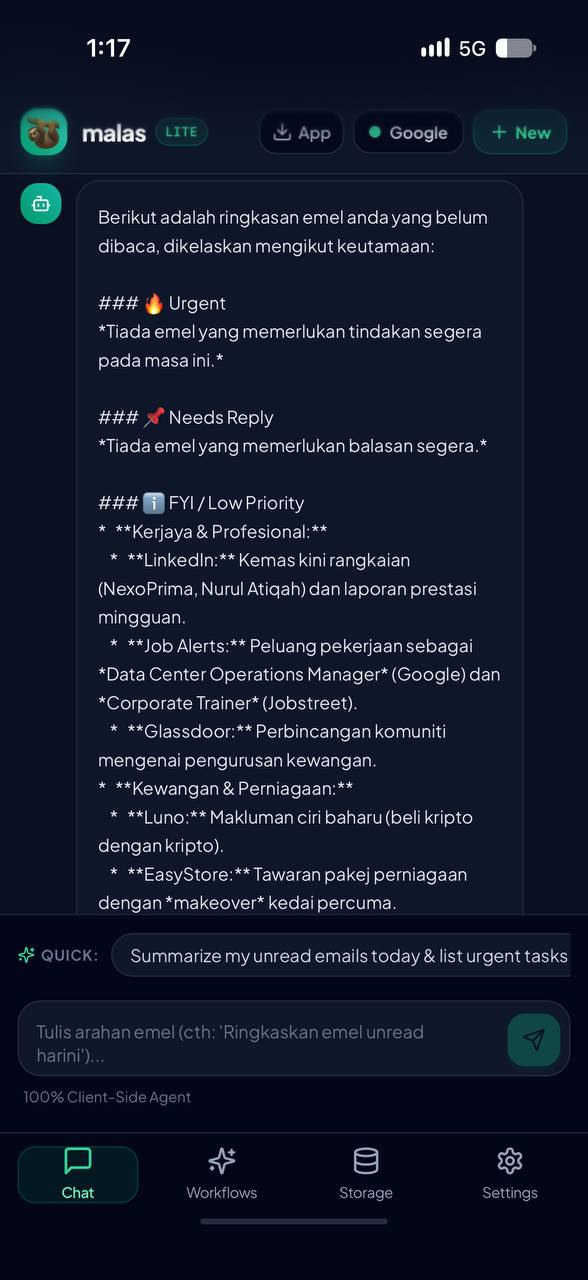 1:17
5G
malas
LITE
App
Google
+ New
Berikut adalah ringkasan emel anda yang belum
dibaca, dikelaskan mengikut keutamaan:
### 🔥 Urgent
*Tiada emel yang memerlukan tindakan segera
pada masa ini.*
### 📌 Needs Reply
*Tiada emel yang memerlukan balasan segera.*
### ℹ️ FYI / Low Priority
* **Kerjaya & Profesional:**
* **LinkedIn:** Kemas kini rangkaian
(NexoPrima, Nurul Atiqah) dan laporan prestasi
mingguan.
* **Job Alerts:** Peluang pekerjaan sebagai
*Data Center Operations Manager* (Google) dan
*Corporate Trainer* (Jobstreet).
* **Glassdoor:** Perbincangan komuniti
mengenai pengurusan kewangan.
* **Kewangan & Perniagaan:**
* **Luno:** Makluman ciri baharu (beli kripto
dengan kripto).
* **EasyStore:** Tawaran pakej perniagaan
dengan *makeover* kedai percuma.
QUICK:
Summarize my unread emails today & list urgent tasks
Tulis arahan emel (cth: 'Ringkaskan emel unread
harini')...
100% Client-Side Agent
Chat
Workflows
Storage
Settings